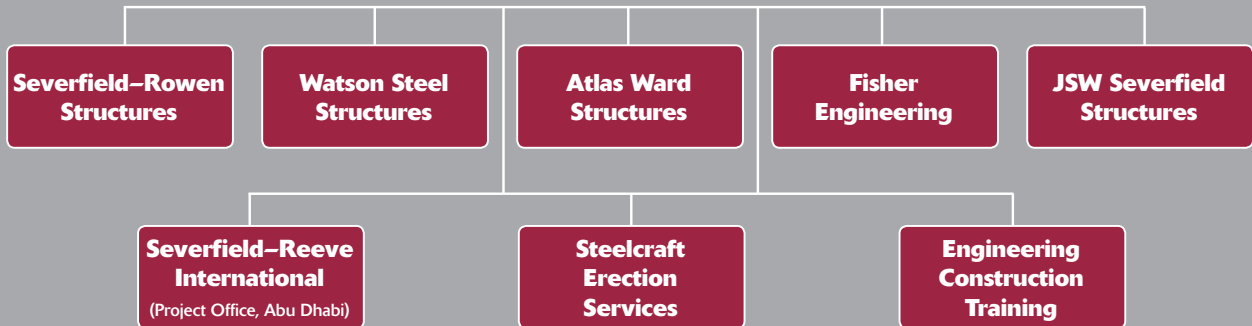 Severfield–Rowen
Structures
Watson Steel
Structures
Atlas Ward
Structures
Fisher
Engineering
JSW Severfield
Structures
Severfield–Reeve
International
(Project Office, Abu Dhabi)
Steelcraft
Erection
Services
Engineering
Construction
Training